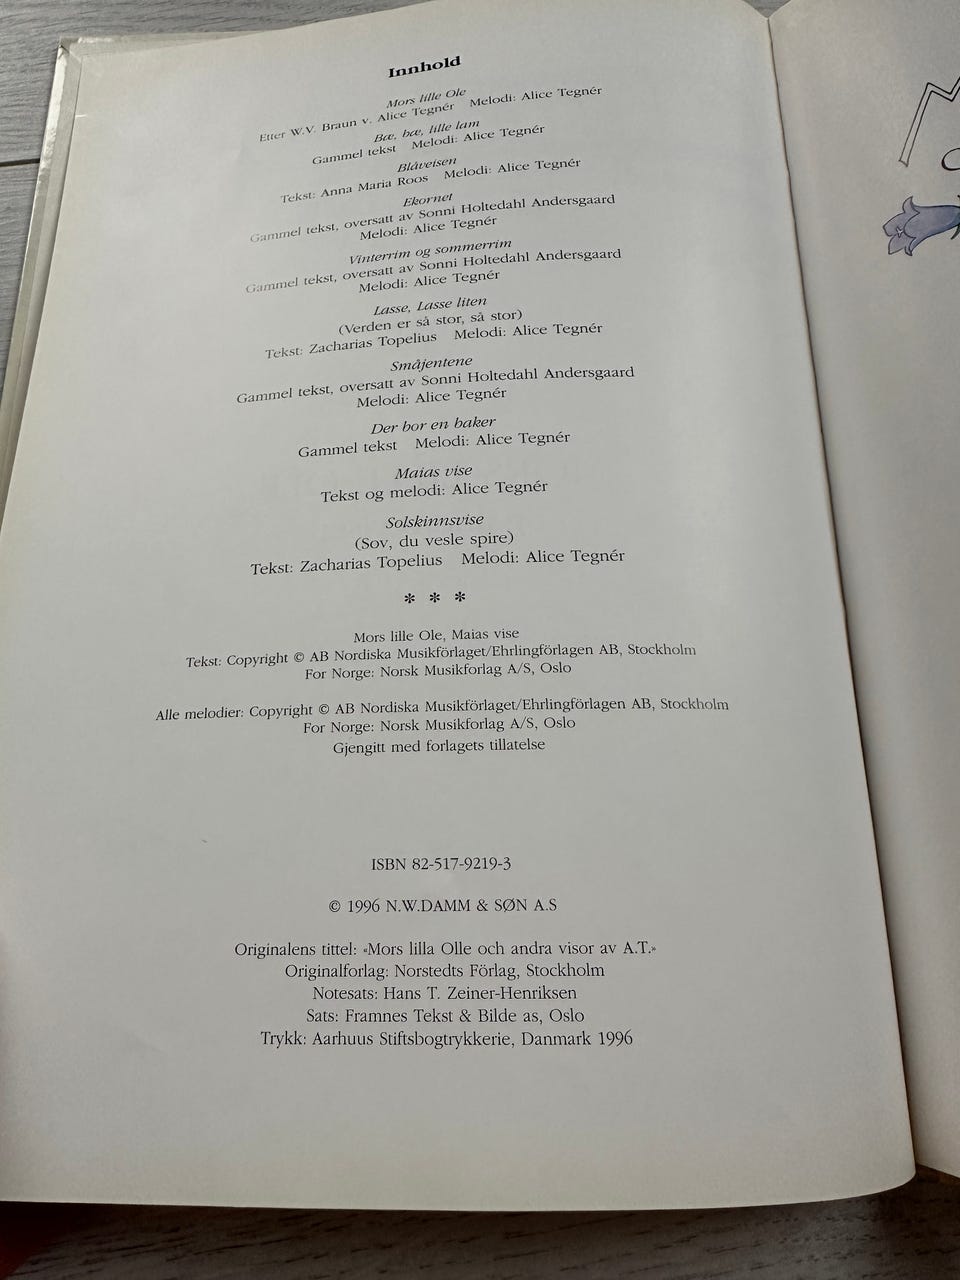 Innhold
Mors lille Ole
Etter W.V. Braun v. Alice Tegnér Melodi: Alice Tegnér
Bæ, bæ, lille lam
Gammel tekst Melodi: Alice Tegnér
Blåveisen
Tekst: Anna Maria Roos Melodi: Alice Tegnér
Ekornet
Gammel tekst, oversatt av Sonni Holtedahl Andersgaard
Melodi: Alice Tegnér
Vinterrim og sommerrim
Gammel tekst, oversatt av Sonni Holtedahl Andersgaard
Melodi: Alice Tegnér
Lasse, Lasse liten
(Verden er så stor, så stor)
Tekst: Zacharias Topelius Melodi: Alice Tegnér
Småjentene
Gammel tekst, oversatt av Sonni Holtedahl Andersgaard
Melodi: Alice Tegnér
Der bor en baker
Gammel tekst Melodi: Alice Tegnér
Maias vise
Tekst og melodi: Alice Tegnér
Solskinnsvise
(Sov, du vesle spire)
Tekst: Zacharias Topelius Melodi: Alice Tegnér
* * *
Mors lille Ole, Maias vise
Tekst: Copyright © AB Nordiska Musikförlaget/Ehrlingförlagen AB, Stockholm
For Norge: Norsk Musikforlag A/S, Oslo
Alle melodier: Copyright © AB Nordiska Musikförlaget/Ehrlingförlagen AB, Stockholm
For Norge: Norsk Musikforlag A/S, Oslo
Gjengitt med forlagets tillatelse
ISBN 82-517-9219-3
© 1996 N.W.DAMM & SØN A.S
Originalens tittel: «Mors lilla Olle och andra visor av A.T.»
Originalforlag: Norstedts Förlag, Stockholm
Notesats: Hans T. Zeiner-Henriksen
Sats: Framnes Tekst & Bilde as, Oslo
Trykk: Aarhuus Stiftsbogtrykkerie, Danmark 1996